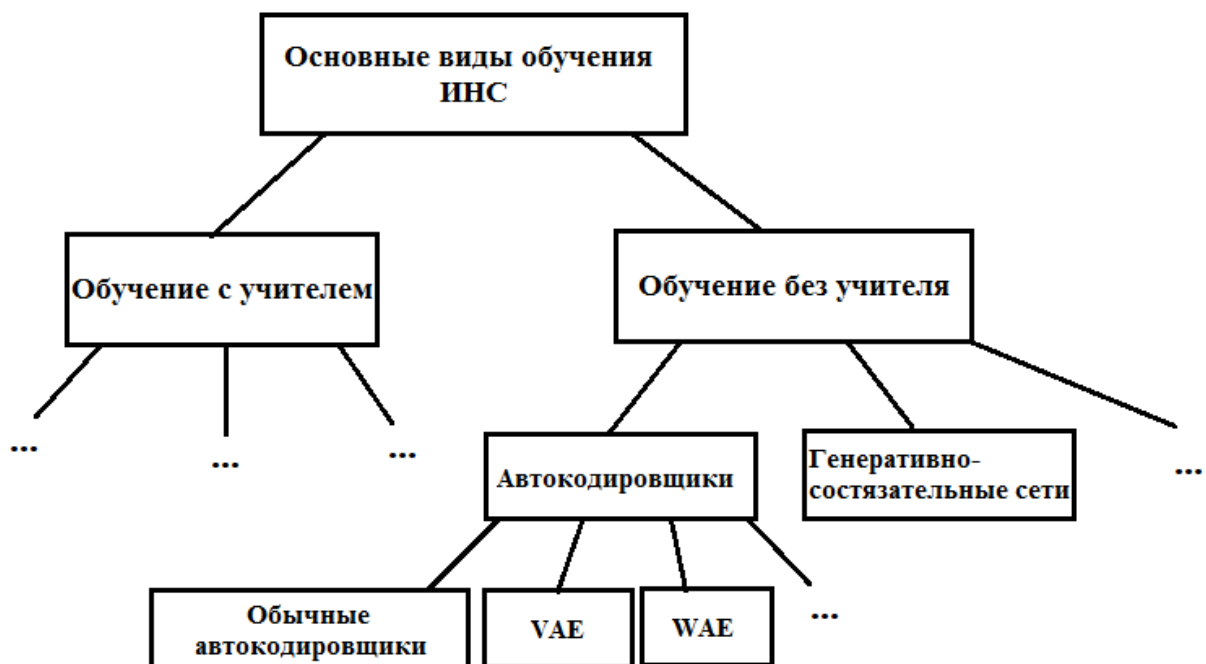 Основные виды обучения
ИНС
Обучение с учителем
Обучение без учителя
...
...
...
Автокодировщики
Генеративно-
состязательные сети
...
Обычные
автокодировщики
VAE
WAE
...